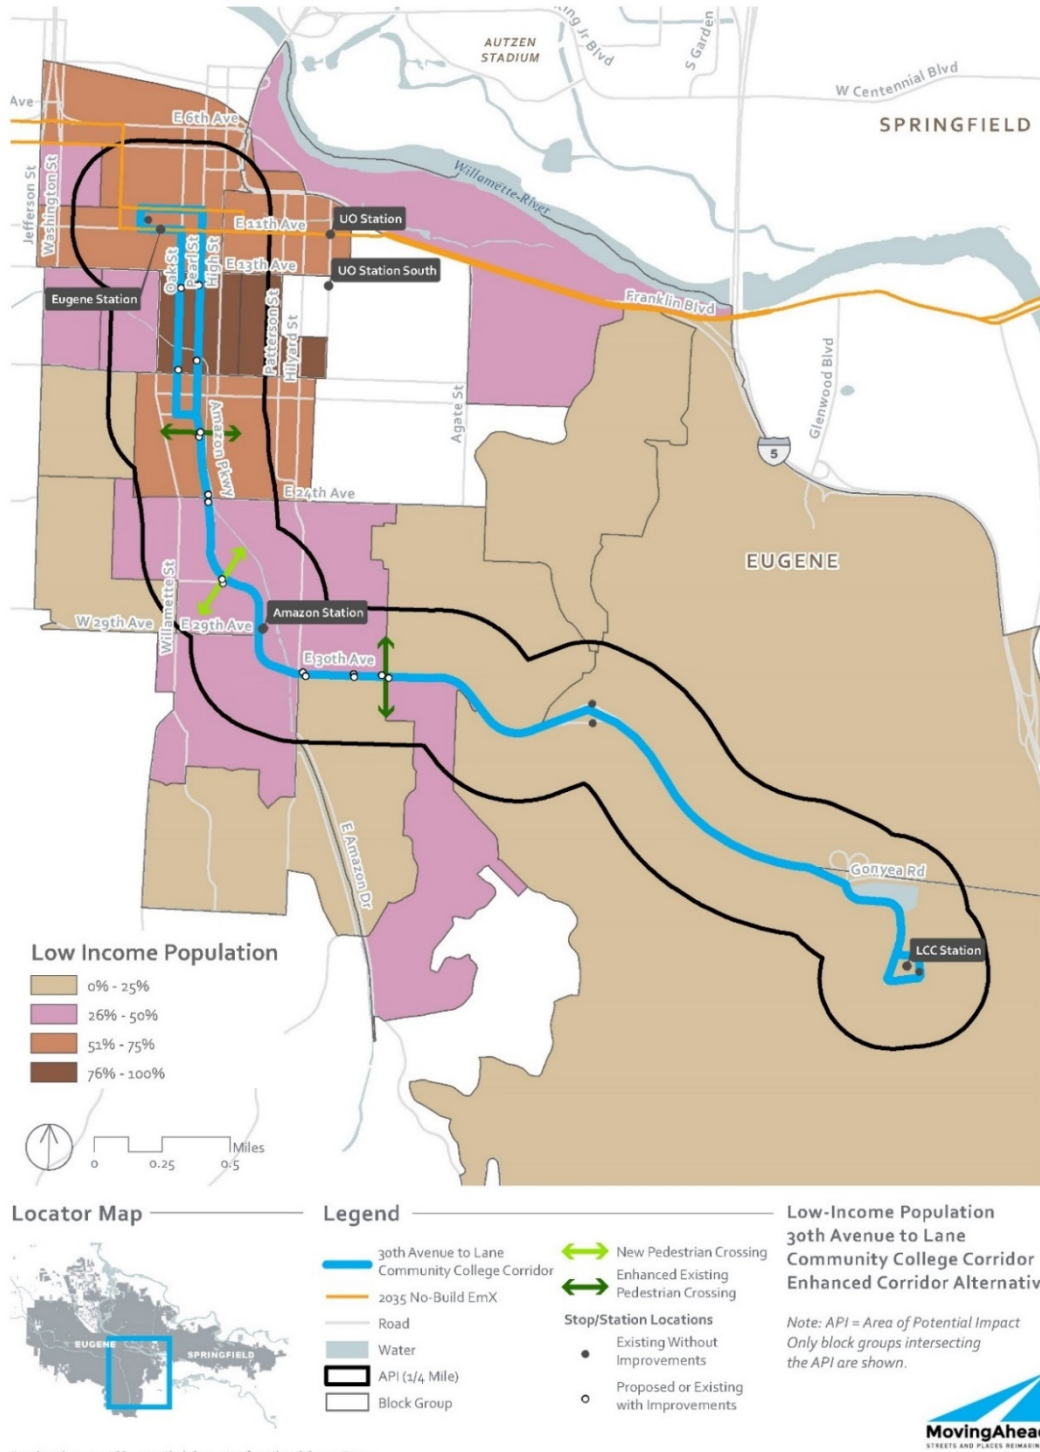 AUTZEN
STADIUM
King Jr Blvd
S Garden
W Centennial Blvd
SPRINGFIELD
Ave
E 6th Ave
Jefferson St
Washington St
Willamette River
E 11th Ave
UO Station
Oak St
Pearl St
High St
E 13th Ave
UO Station South
Eugene Station
Franklin Blvd
Patterson St
Hilyard St
Agate St
Glenwood Blvd
Amazon Pkwy
5
E 24th Ave
EUGENE
Willamette St
Amazon Station
W 29th Ave
E 29th Ave
E 30th Ave
E Amazon Dr
Gonyea Rd
LCC Station
Low Income Population
0% - 25%
26% - 50%
51% - 75%
76% - 100%
Miles
0 0.25 0.5
Locator Map
EUGENE
SPRINGFIELD
Legend
30th Avenue to Lane
Community College Corridor
2035 No-Build EmX
Road
Water
API (1/4 Mile)
Block Group
New Pedestrian Crossing
Enhanced Existing
Pedestrian Crossing
Stop/Station Locations
Existing Without
Improvements
Proposed or Existing
with Improvements
Low-Income Population
30th Avenue to Lane
Community College Corridor
Enhanced Corridor Alternativ
Note: API = Area of Potential Impact
Only block groups intersecting
the API are shown.
MovingAhead
STREETS AND PLACES REIMAGIN